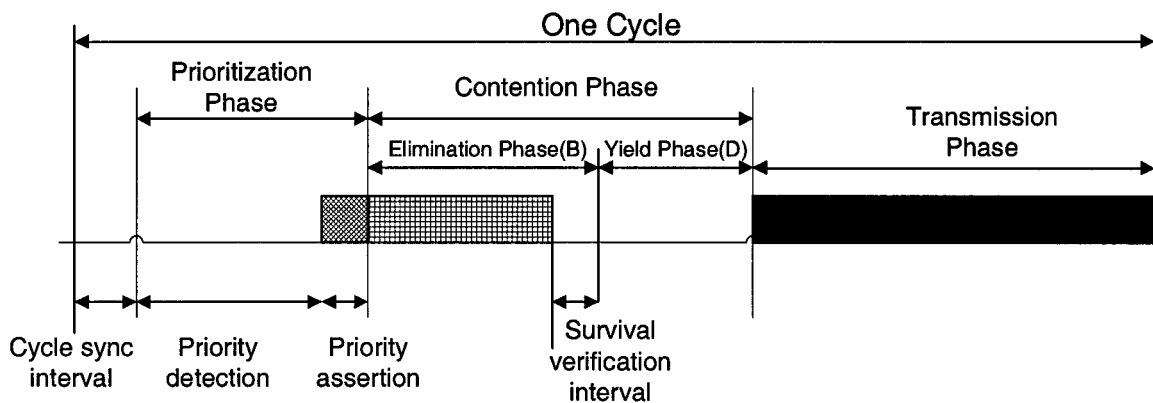 One Cycle
Prioritization
Phase
Contention Phase
Transmission
Phase
Elimination Phase(B)
Yield Phase(D)
Cycle sync
interval
Priority
detection
Priority
assertion
Survival
verification
interval